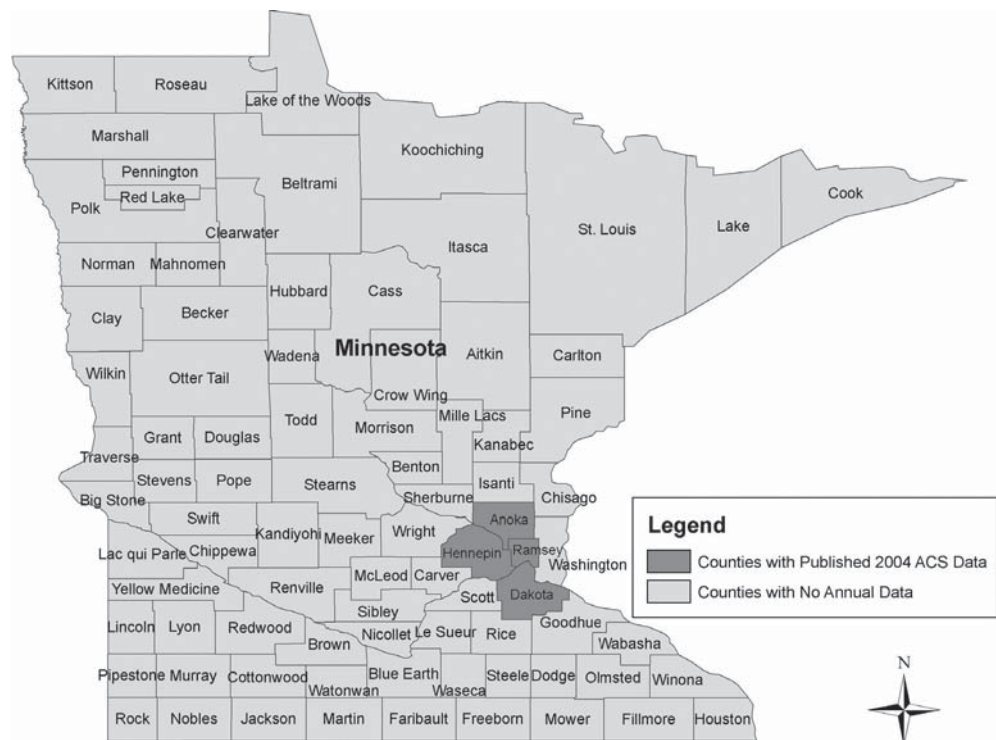 Kittson
Roseau
Lake of the Woods
Marshall
Koochiching
Pennington
Beltrami
Red Lake
Polk
Cook
Clearwater
St. Louis
Lake
Itasca
Norman
Mahnomen
Hubbard
Cass
Clay
Becker
Minnesota
Wadena
Aitkin
Carlton
Wilkin
Otter Tail
Crow Wing
Mille Lacs
Pine
Todd
Morrison
Grant
Douglas
Kanabec
Traverse
Benton
Stevens
Pope
Stearns
Isanti
Big Stone
Sherburne
Chisago
Swift
Anoka
Kandiyohi
Meeker
Wright
Lac qui Parle
Chippewa
Hennepin
Ramsey
Washington
Yellow Medicine
Renville
McLeod
Carver
Scott
Dakota
Sibley
Lincoln
Lyon
Redwood
Nicollet
Le Sueur
Rice
Goodhue
Brown
Wabasha
Pipestone
Murray
Cottonwood
Watonwan
Blue Earth
Waseca
Steele
Dodge
Olmsted
Winona
Rock
Nobles
Jackson
Martin
Faribault
Freeborn
Mower
Fillmore
Houston
Legend
Counties with Published 2004 ACS Data
Counties with No Annual Data
N